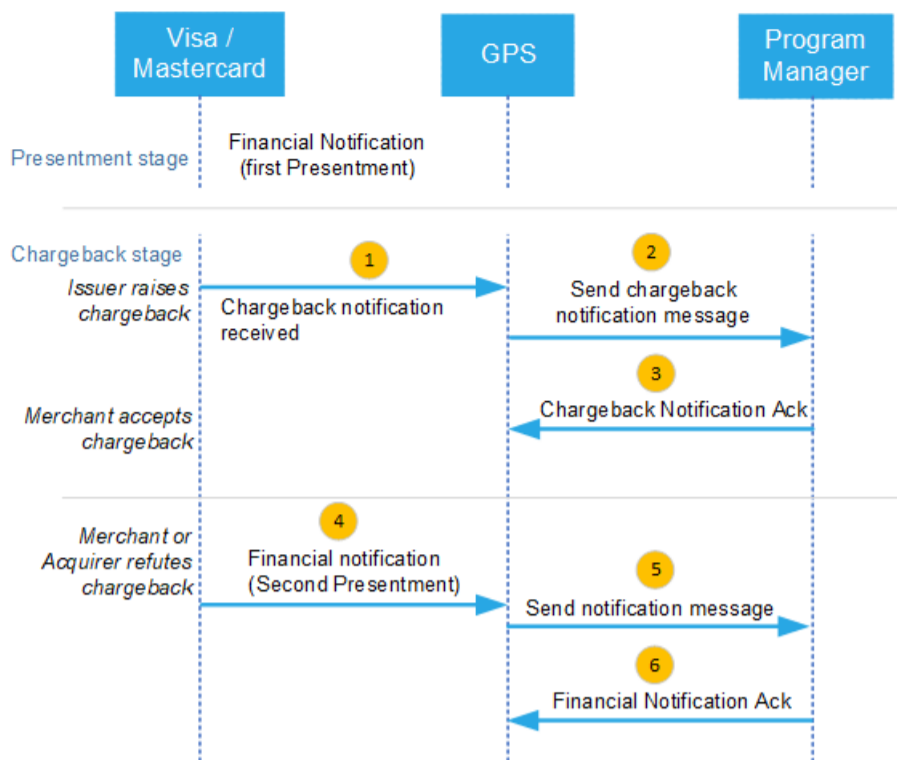 Visa /
Mastercard
GPS
Program
Manager
Presentment stage
Financial Notification
(first Presentment)
Chargeback stage
Issuer raises
chargeback
1
Chargeback notification
received
2
Send chargeback
notification message
3
Chargeback Notification Ack
Merchant accepts
chargeback
Merchant or
Acquirer refutes
chargeback
4
Financial notification
(Second Presentment)
5
Send notification message
6
Financial Notification Ack